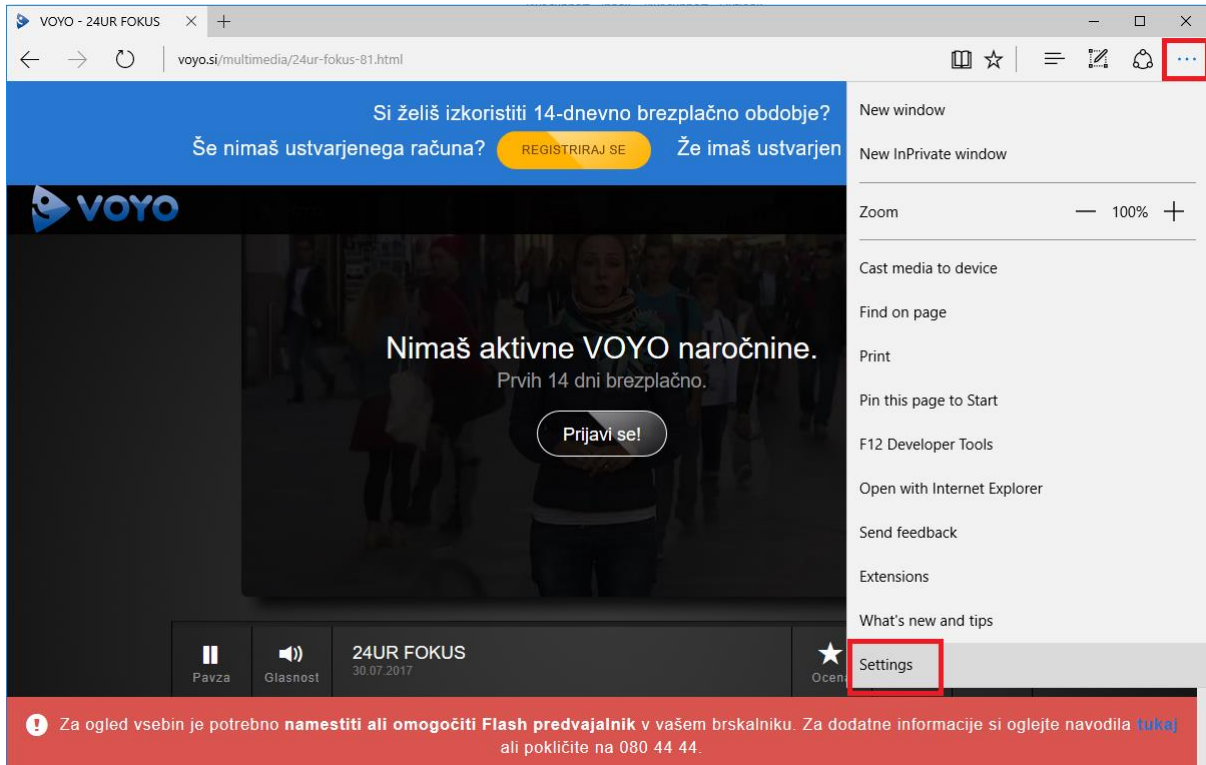 VOYO - 24UR FOKUS
voyo.si/multimedia/24ur-fokus-81.html
Si želiš izkoristiti 14-dnevno brezplačno obdobje?
Še nimaš ustvarjenega računa? REGISTRIRAJ SE Že imaš ustvarjen
VOYO
Nimaš aktivne VOYO naročnine.
Prvih 14 dni brezplačno.
Prijavi se!
Pavza
Glasnost
24UR FOKUS
30.07.2017
Ocena
New window
New InPrivate window
Zoom 100%
Cast media to device
Find on page
Print
Pin this page to Start
F12 Developer Tools
Open with Internet Explorer
Send feedback
Extensions
What's new and tips
Settings
Za ogled vsebin je potrebno namestiti ali omogočiti Flash predvajalnik v vašem brskalniku. Za dodatne informacije si oglejte navodila tukaj
ali pokličite na 080 44 44.